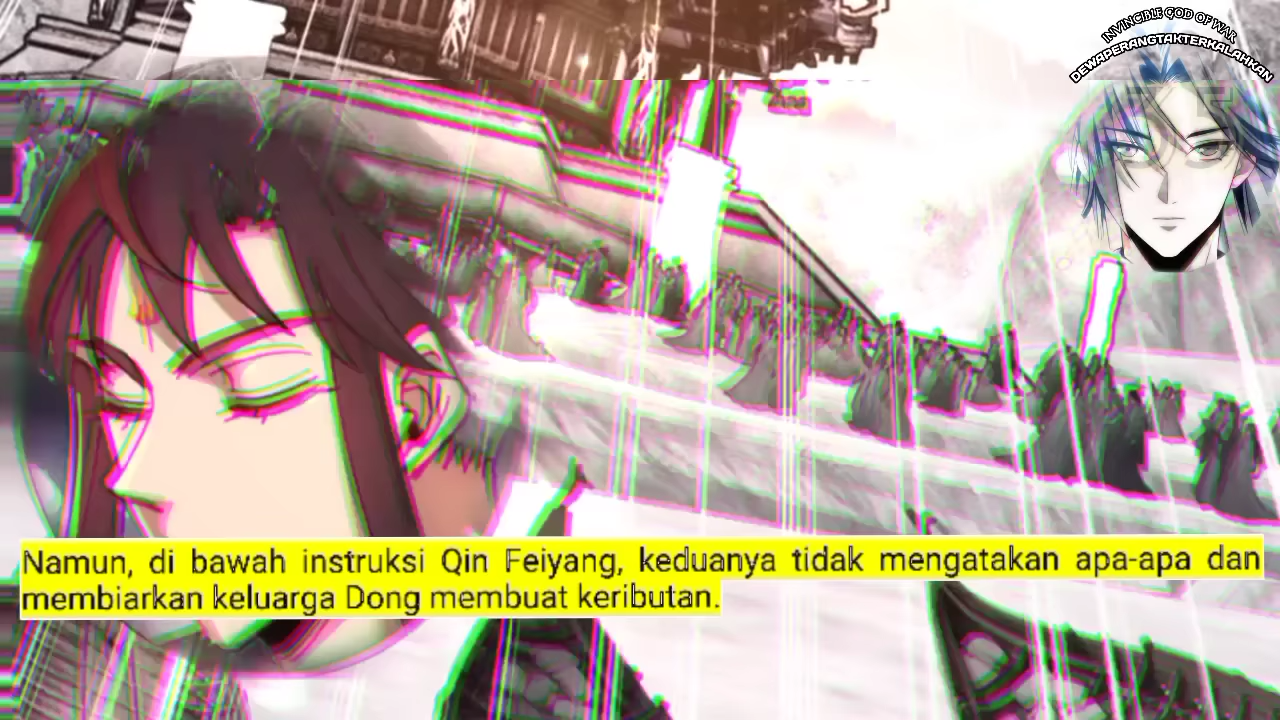 INVINCIBLE GOD OF WAR
DEWAPERANGTAKTERKALAHKAN
Namun, di bawah instruksi Qin Feiyang, keduanya tidak mengatakan apa-apa dan
membiarkan keluarga Dong membuat keributan.